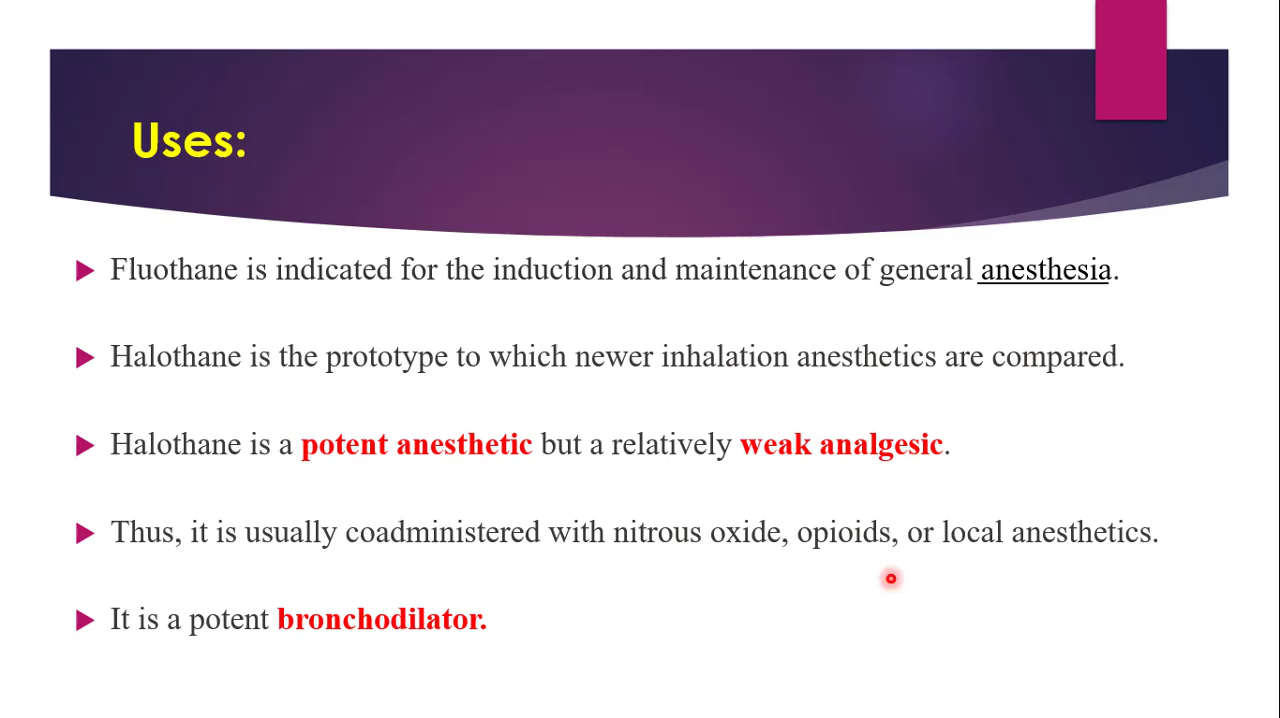 Uses:
Fluothane is indicated for the induction and maintenance of general anesthesia.
Halothane is the prototype to which newer inhalation anesthetics are compared.
Halothane is a potent anesthetic but a relatively weak analgesic.
Thus, it is usually coadministered with nitrous oxide, opioids, or local anesthetics.
It is a potent bronchodilator.